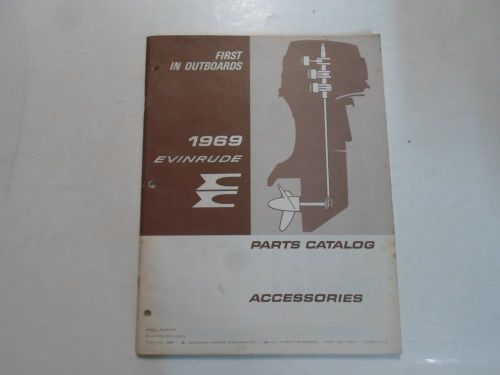 FIRST
IN OUTBOARDS
1969
EVINRUDE
PARTS CATALOG
ACCESSORIES